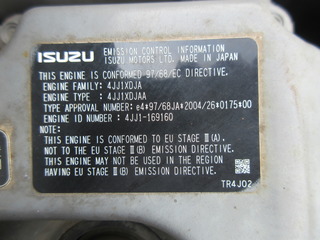 ISUZU EMISSION CONTROL INFORMATION
ISUZU MOTORS LTD. MADE IN JAPAN
THIS ENGINE IS CONFORMED 97/68/EC DIRECTIVE.
ENGINE FAMILY: 4JJ1XDJA
ENGINE TYPE : 4JJ1XDJAA
TYPE APPROVAL NUMBER: e4*97/68JA*2004/26*0175*00
ENGINE ID NUMBER : 4JJ1-169160
NOTE:
THIS ENGINE IS CONFORMED TO EU STAGE Ⅲ(A),
NOT TO THE EU STAGE Ⅲ(B) EMISSION DIRECTIVE.
THIS ENGINE MAY NOT BE USED IN THE REGION
HAVING EU STAGE Ⅲ(B) EMISSION DIRECTIVE.
TR4J02